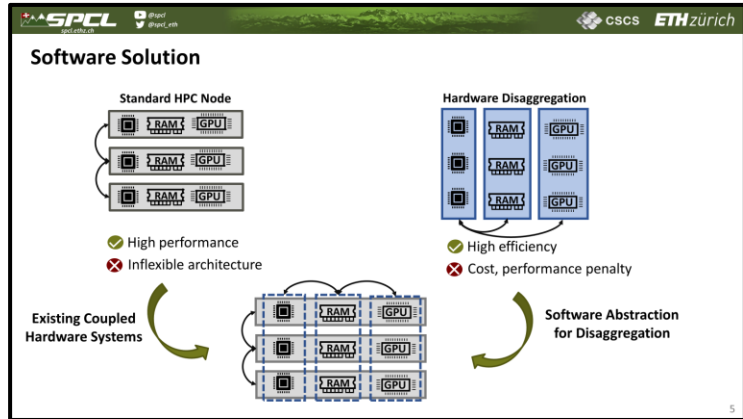 SPCL
spcl.ethz.ch
@spcl
@spcl_eth
CSCS
ETH zürich
Software Solution
Standard HPC Node
RAM GPU
RAM GPU
RAM GPU
High performance
Inflexible architecture
Hardware Disaggregation
RAM GPU
RAM GPU
RAM GPU
High efficiency
Cost, performance penalty
Existing Coupled
Hardware Systems
RAM GPU
RAM GPU
RAM GPU
Software Abstraction
for Disaggregation
5